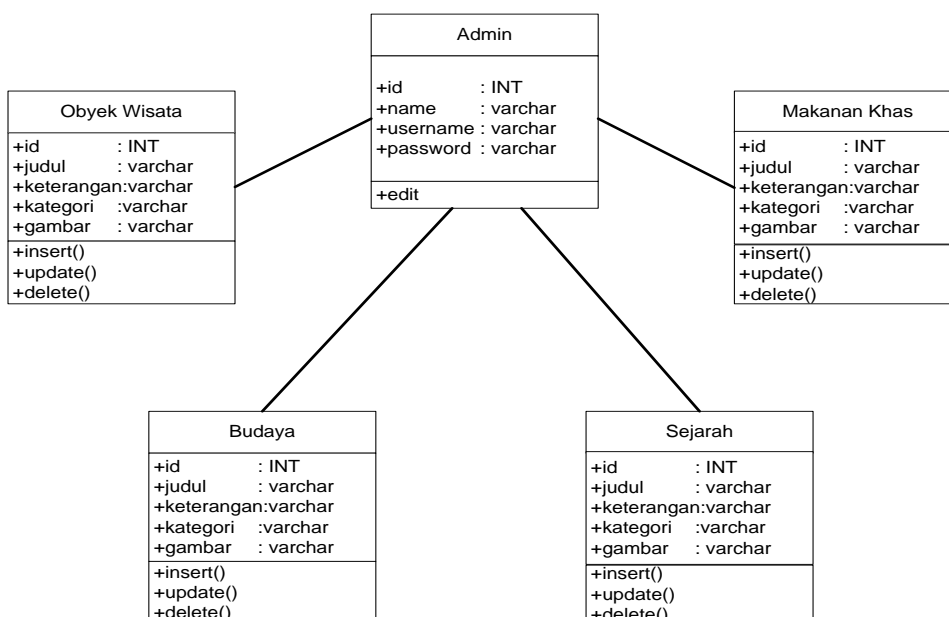 Admin
+id : INT
+name : varchar
+username : varchar
+password : varchar
+edit
Obyek Wisata
+id : INT
+judul : varchar
+keterangan:varchar
+kategori :varchar
+gambar : varchar
+insert()
+update()
+delete()
Makanan Khas
+id : INT
+judul : varchar
+keterangan:varchar
+kategori :varchar
+gambar : varchar
+insert()
+update()
+delete()
Budaya
+id : INT
+judul : varchar
+keterangan:varchar
+kategori :varchar
+gambar : varchar
+insert()
+update()
+delete()
Sejarah
+id : INT
+judul : varchar
+keterangan:varchar
+kategori :varchar
+gambar : varchar
+insert()
+update()
+delete()